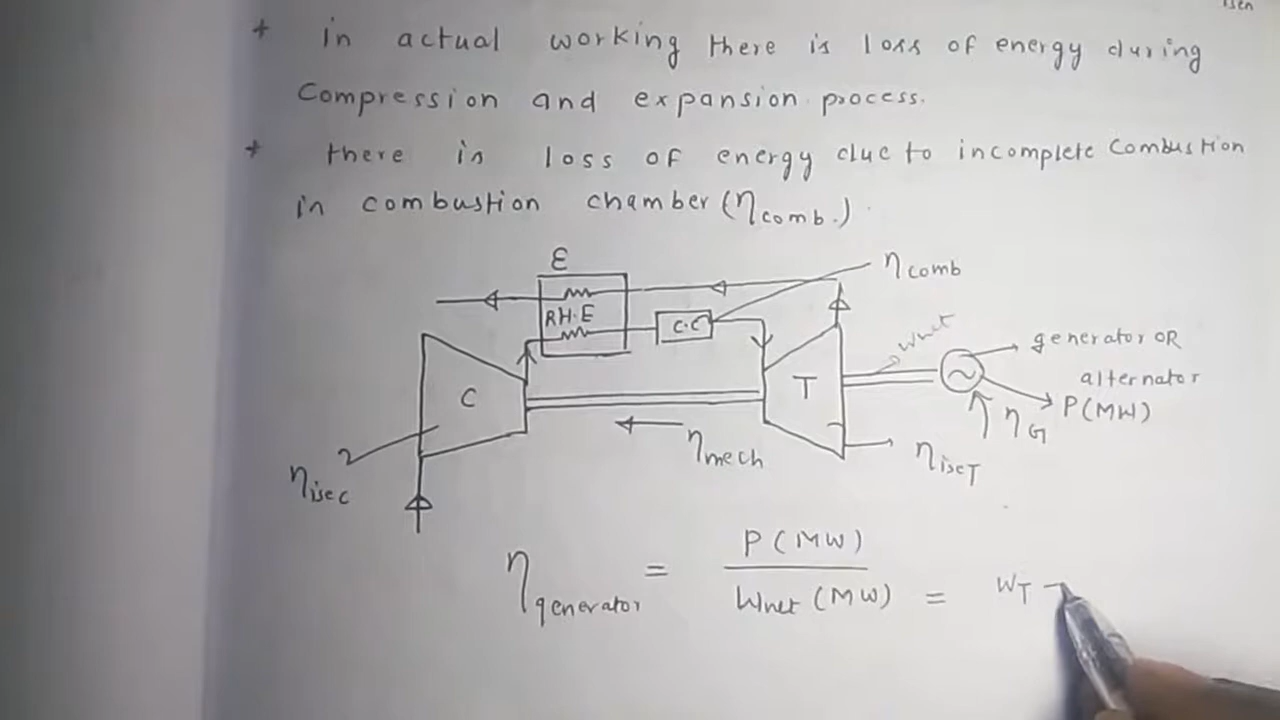 isen
* in actual working there is loss of energy during
Compression and expansion process.
* there is loss of energy due to incomplete Combustion
in combustion chamber (ηcomb.)
ε
ηcomb
RH.E
C.C
Wnet
generator OR
alternator
C
T
~
P(MW)
ηG
ηmech
ηiseT
ηisec
ηgenerator = P(MW) / Wnet (MW) = WT -